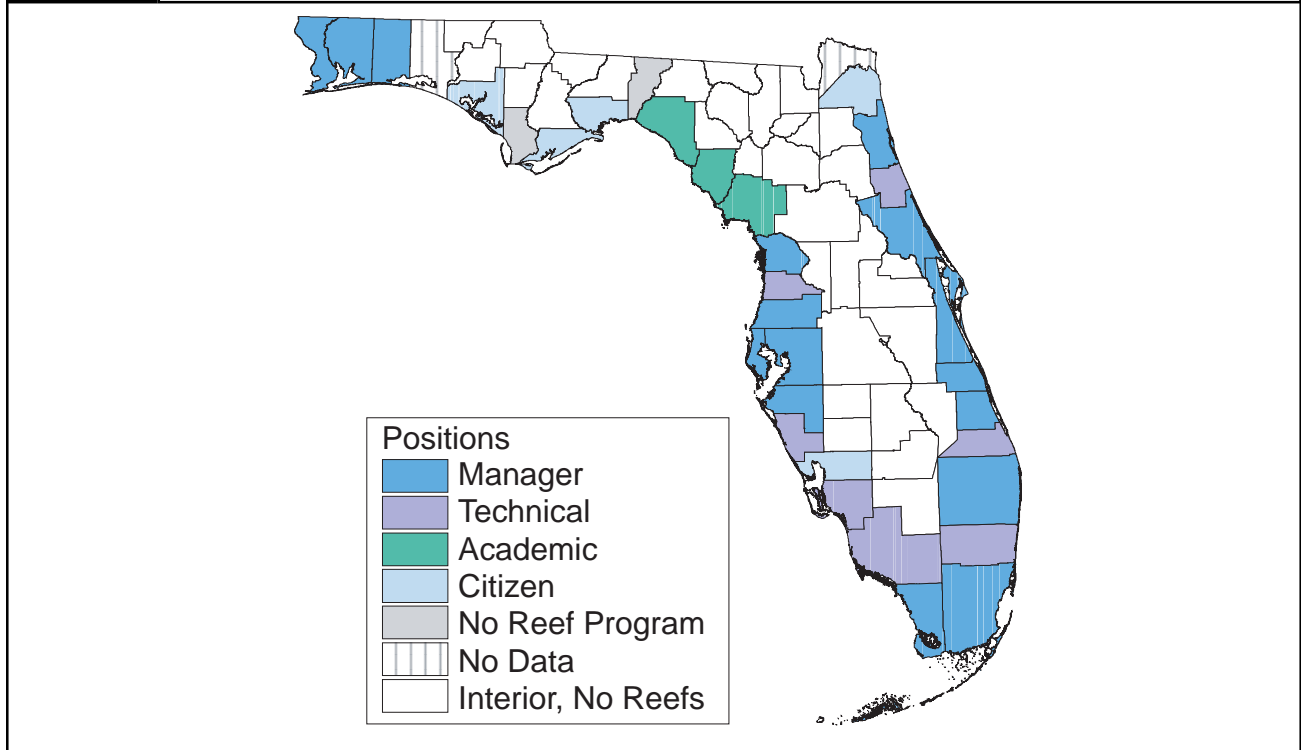 Positions
Manager
Technical
Academic
Citizen
No Reef Program
No Data
Interior, No Reefs